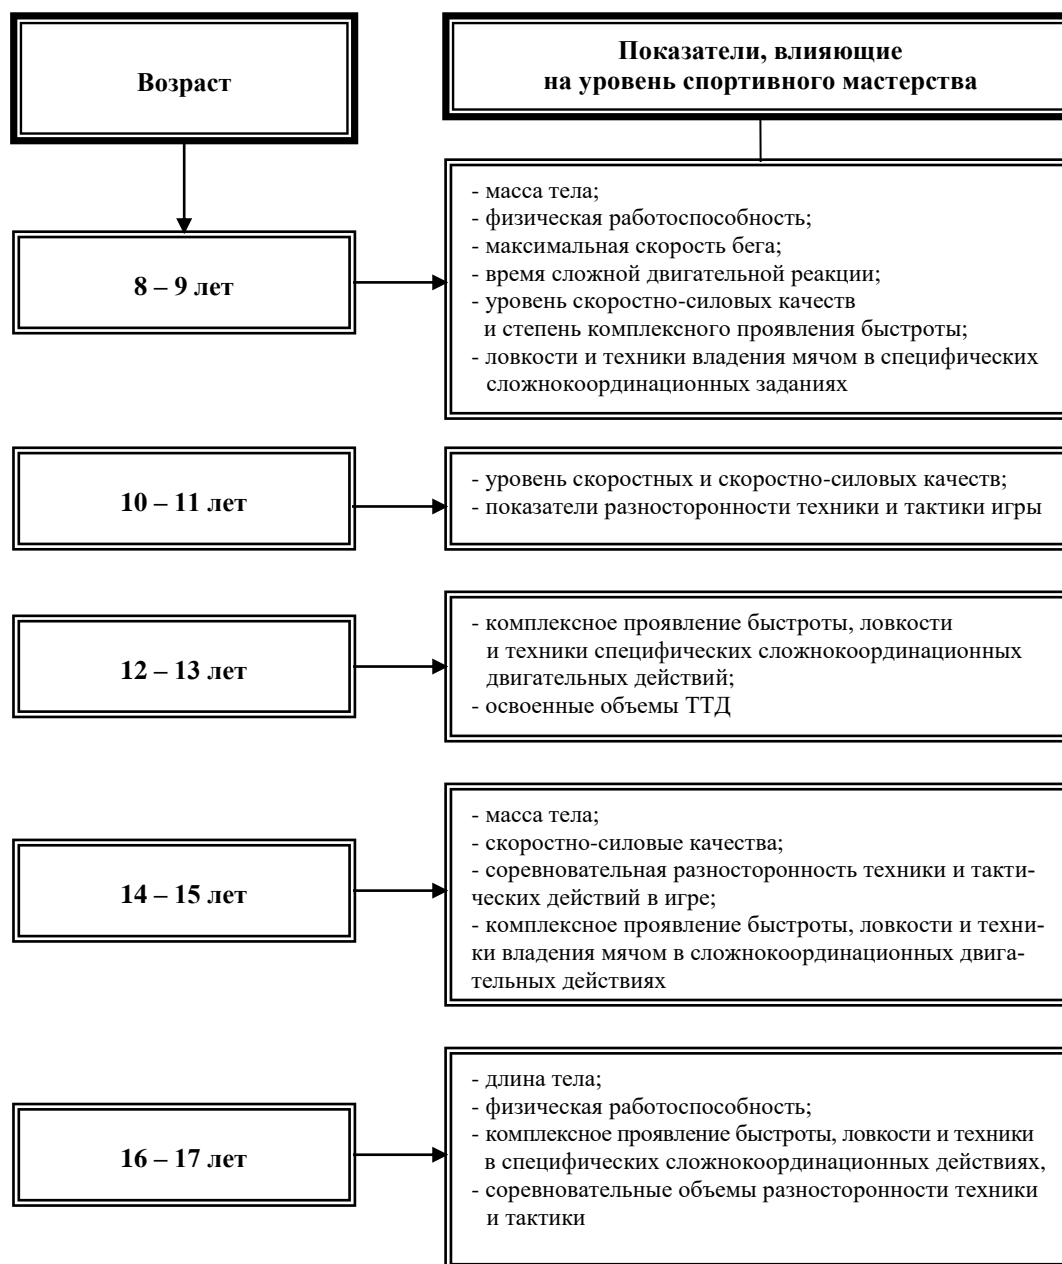 Возраст
Показатели, влияющие
на уровень спортивного мастерства
8 – 9 лет
- масса тела;
- физическая работоспособность;
- максимальная скорость бега;
- время сложной двигательной реакции;
- уровень скоростно-силовых качеств
и степень комплексного проявления быстроты;
- ловкости и техники владения мячом в специфических
сложнокоординационных заданиях
10 – 11 лет
- уровень скоростных и скоростно-силовых качеств;
- показатели разносторонности техники и тактики игры
12 – 13 лет
- комплексное проявление быстроты, ловкости
и техники специфических сложнокоординационных
двигательных действий;
- освоенные объемы ТТД
14 – 15 лет
- масса тела;
- скоростно-силовые качества;
- соревновательная разносторонность техники и такти-
ческих действий в игре;
- комплексное проявление быстроты, ловкости и техни-
ки владения мячом в сложнокоординационных двига-
тельных действиях
16 – 17 лет
- длина тела;
- физическая работоспособность;
- комплексное проявление быстроты, ловкости и техники
в специфических сложнокоординационных действиях,
- соревновательные объемы разносторонности техники
и тактики